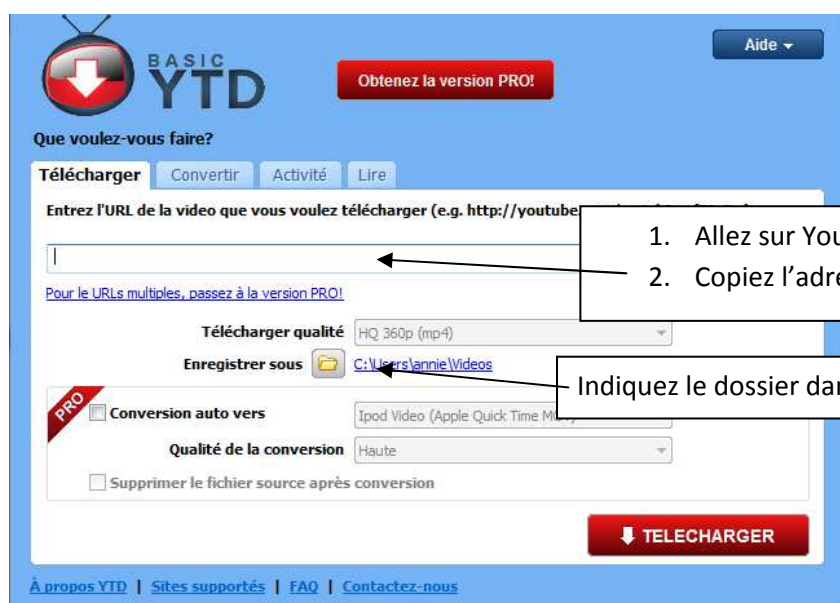 BASIC
YTD
Obtenez la version PRO!
Aide
Que voulez-vous faire?
Télécharger Convertir Activité Lire
Entrez l'URL de la video que vous voulez télécharger (e.g. http://youtube.
1. Allez sur You
2. Copiez l'adre
Pour le URLs multiples, passez à la version PRO!
Télécharger qualité HQ 360p (mp4)
Enregistrer sous C:\Users\annie\Videos
Indiquez le dossier dan
PRO
Conversion auto vers Ipod Video (Apple Quick Time MOV)
Qualité de la conversion Haute
Supprimer le fichier source après conversion
TELECHARGER
À propos YTD | Sites supportés | FAQ | Contactez-nous